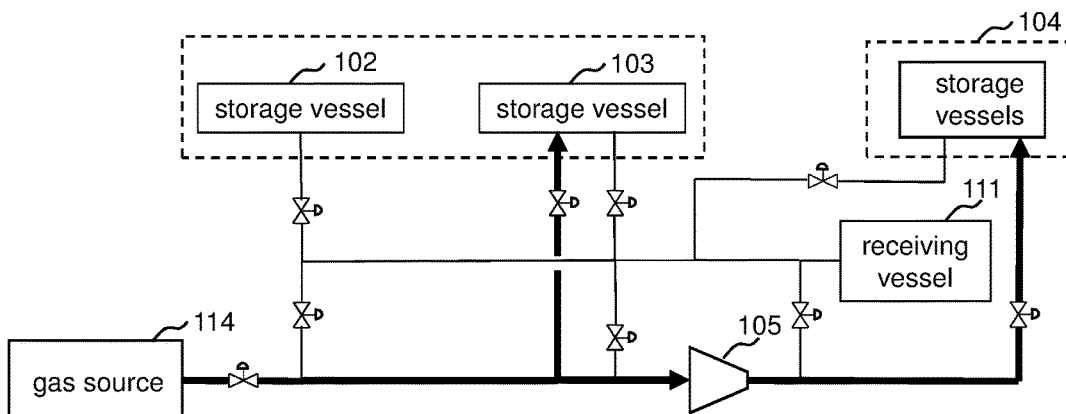 104
102
103
storage
vessels
storage vessel
storage vessel
111
receiving
vessel
105
114
gas source